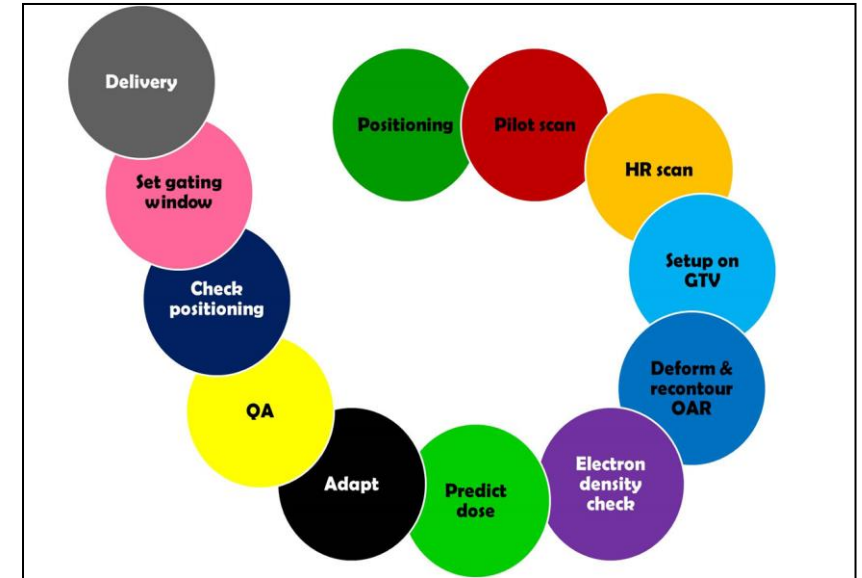 Positioning
Pilot scan
HR scan
Setup on
GTV
Deform &
recontour
OAR
Electron
density
check
Predict
dose
Adapt
QA
Check
positioning
Set gating
window
Delivery